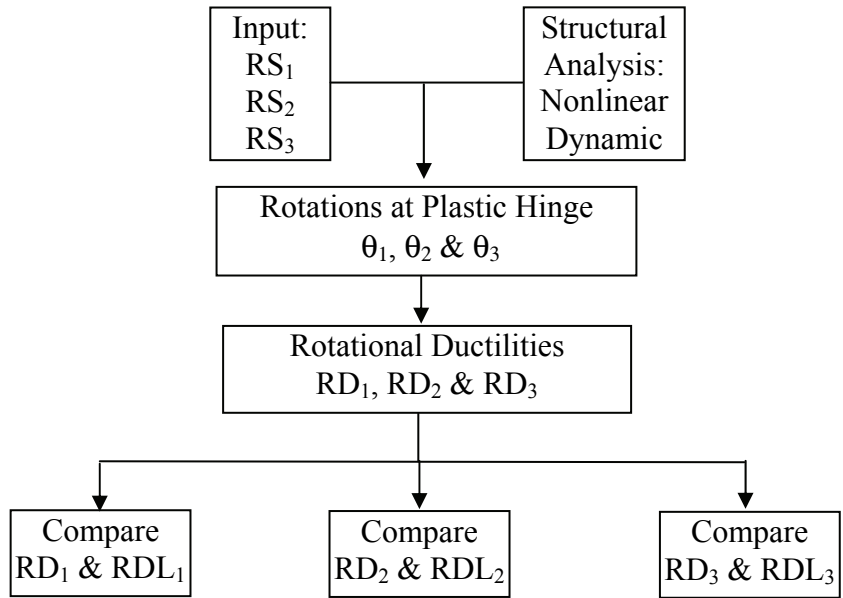 Input:
RS₁
RS₂
RS₃
Structural
Analysis:
Nonlinear
Dynamic
Rotations at Plastic Hinge
θ₁, θ₂ & θ₃
Rotational Ductilities
RD₁, RD₂ & RD₃
Compare
RD₁ & RDL₁
Compare
RD₂ & RDL₂
Compare
RD₃ & RDL₃